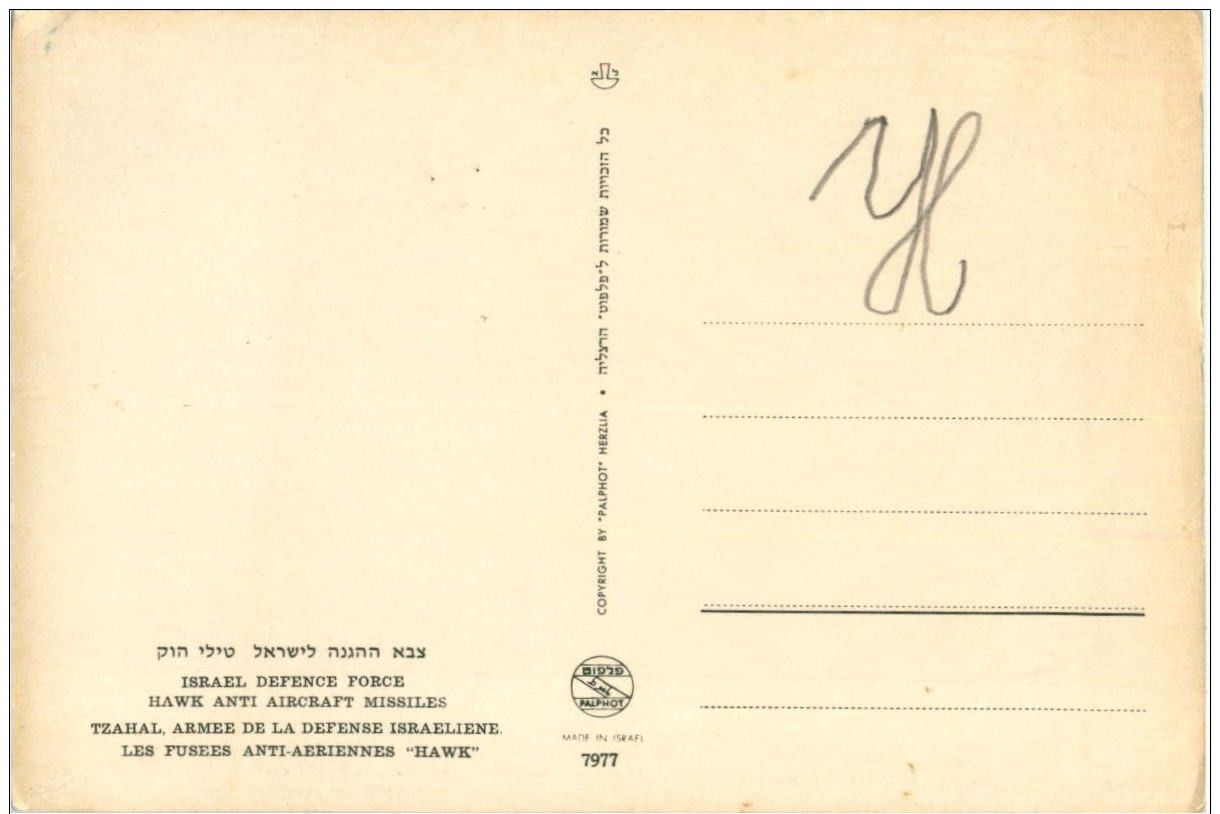 צבא ההגנה לישראל טילי הוק
ISRAEL DEFENCE FORCE
HAWK ANTI AIRCRAFT MISSILES
TZAHAL, ARMEE DE LA DEFENSE ISRAELIENE.
LES FUSEES ANTI-AERIENNES "HAWK"
כל הזכויות שמורות ל"פלפוט" הרצליה •
COPYRIGHT BY "PALPHOT" HERZLIA
פלפוט
PALPHOT
MADE IN ISRAEL
7977